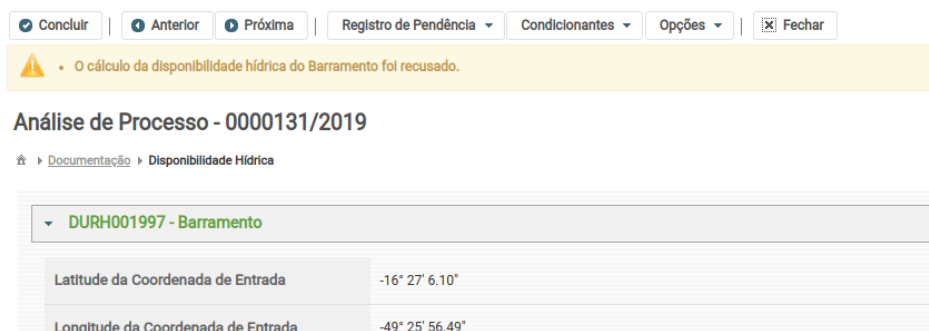 Concluir Anterior Próxima Registro de Pendência Condicionantes Opções Fechar
• O cálculo da disponibilidade hídrica do Barramento foi recusado.
Análise de Processo - 0000131/2019
Documentação Disponibilidade Hídrica
DURH001997 - Barramento
Latitude da Coordenada de Entrada -16° 27' 6.10"
Longitude da Coordenada de Entrada -49° 25' 56.49"